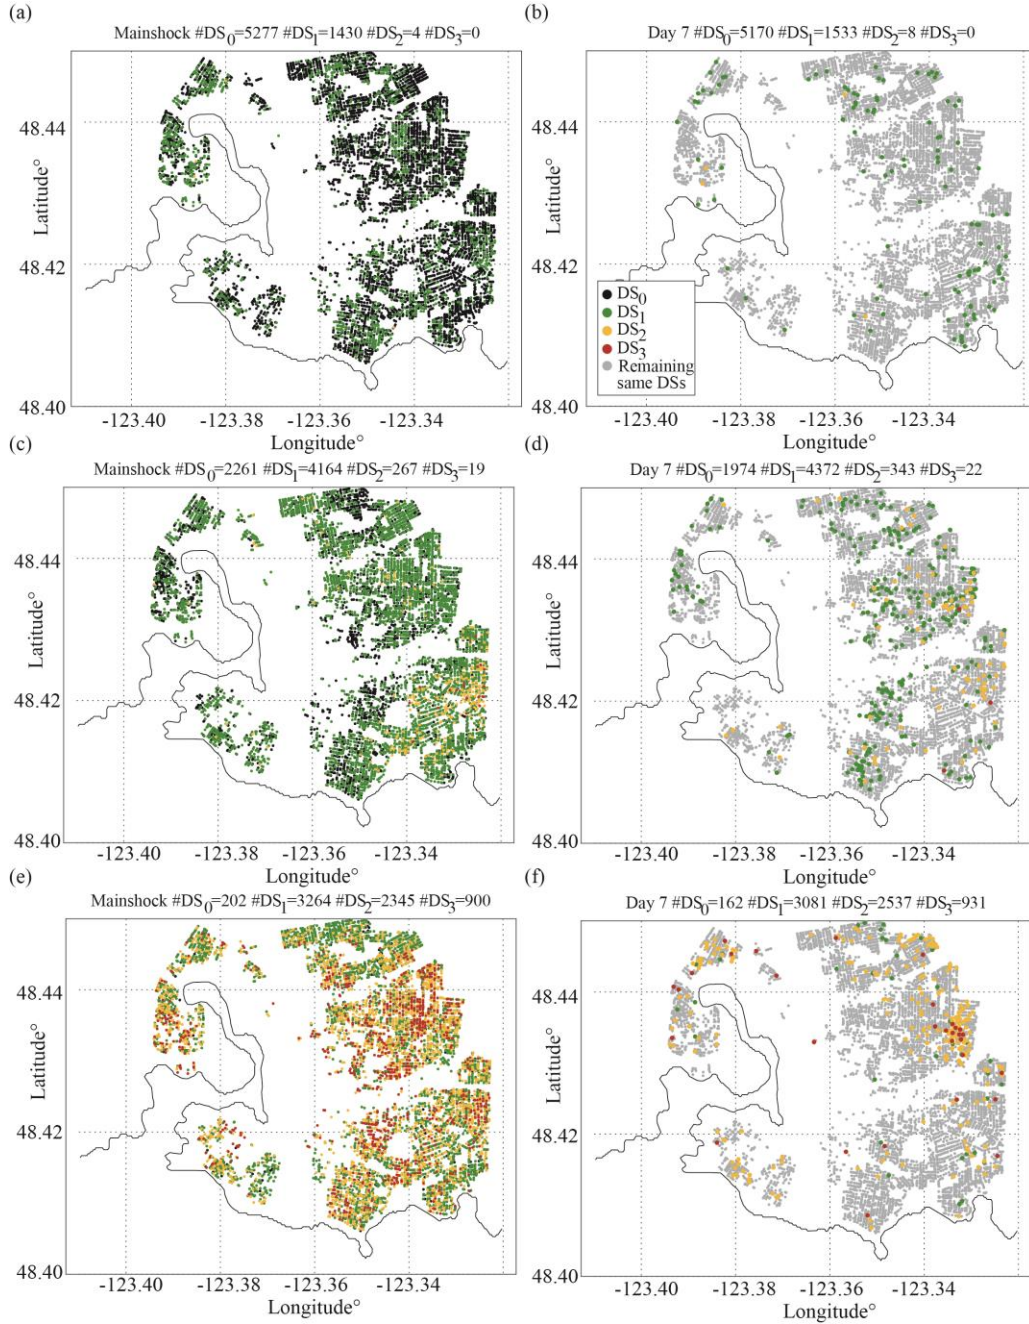 (a)
Mainshock #DS0=5277 #DS1=1430 #DS2=4 #DS3=0
48.44
48.42
48.40
Latitude°
-123.40 -123.38 -123.36 -123.34
Longitude°
(b)
Day 7 #DS0=5170 #DS1=1533 #DS2=8 #DS3=0
48.44
48.42
48.40
Latitude°
DS0
DS1
DS2
DS3
Remaining
same DSs
-123.40 -123.38 -123.36 -123.34
Longitude°
(c)
Mainshock #DS0=2261 #DS1=4164 #DS2=267 #DS3=19
48.44
48.42
48.40
Latitude°
-123.40 -123.38 -123.36 -123.34
Longitude°
(d)
Day 7 #DS0=1974 #DS1=4372 #DS2=343 #DS3=22
48.44
48.42
48.40
Latitude°
-123.40 -123.38 -123.36 -123.34
Longitude°
(e)
Mainshock #DS0=202 #DS1=3264 #DS2=2345 #DS3=900
48.44
48.42
48.40
Latitude°
-123.40 -123.38 -123.36 -123.34
Longitude°
(f)
Day 7 #DS0=162 #DS1=3081 #DS2=2537 #DS3=931
48.44
48.42
48.40
Latitude°
-123.40 -123.38 -123.36 -123.34
Longitude°